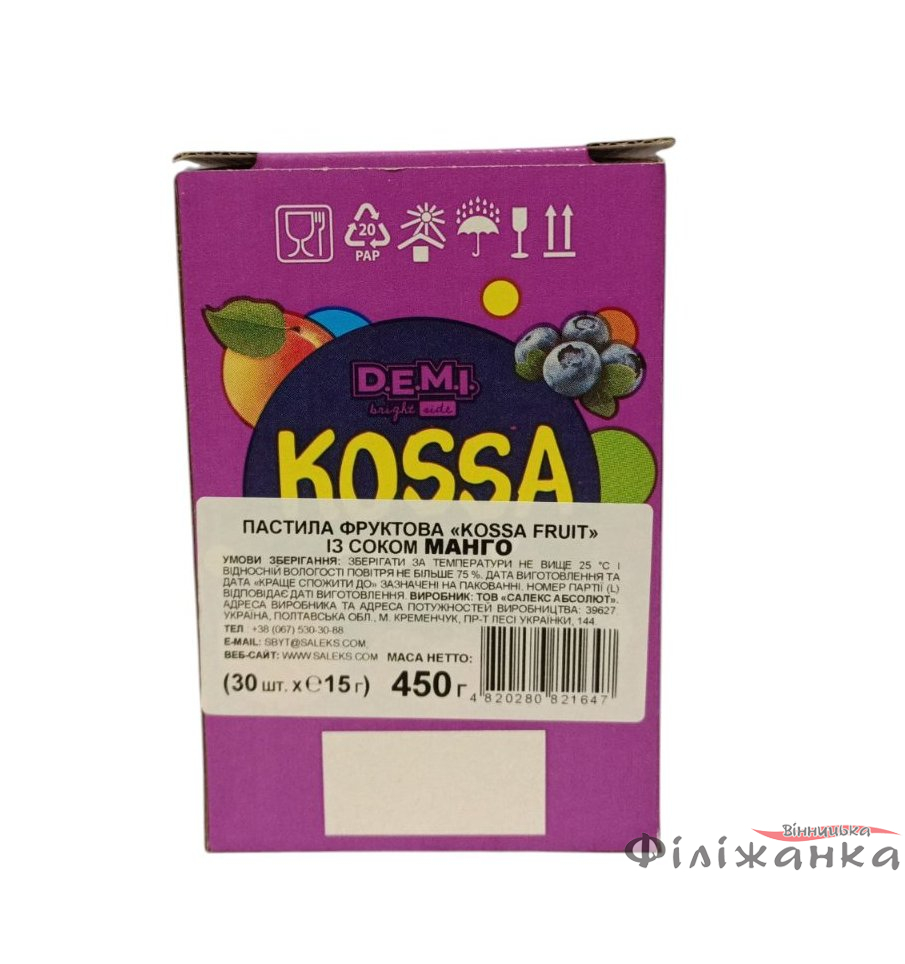 20
PAP
D.E.M.I.
bright side
KOSSA
ПАСТИЛА ФРУКТОВА «KOSSA FRUIT»
ІЗ СОКОМ МАНГО
УМОВИ ЗБЕРІГАННЯ: ЗБЕРІГАТИ ЗА ТЕМПЕРАТУРИ НЕ ВИЩЕ 25 °С І
ВІДНОСНІЙ ВОЛОГОСТІ ПОВІТРЯ НЕ БІЛЬШЕ 75 %. ДАТА ВИГОТОВЛЕННЯ ТА
ДАТА «КРАЩЕ СПОЖИТИ ДО» ЗАЗНАЧЕНІ НА ПАКОВАННІ. НОМЕР ПАРТІЇ (L)
ВІДПОВІДАЄ ДАТІ ВИГОТОВЛЕННЯ. ВИРОБНИК: ТОВ «САЛЕКС АБСОЛЮТ».
АДРЕСА ВИРОБНИКА ТА АДРЕСА ПОТУЖНОСТЕЙ ВИРОБНИЦТВА: 39627
УКРАЇНА, ПОЛТАВСЬКА ОБЛ., М. КРЕМЕНЧУК, ПР-Т ЛЕСІ УКРАЇНКИ, 144
ТЕЛ +38 (067) 530-30-88
E-MAIL: SBYT@SALEKS.COM;
ВЕБ-САЙТ: WWW.SALEKS.COM МАСА НЕТТО:
(30 шт. х ℮ 15 г) 450 г
4 820280 821647
Вінницька
Філіжанка